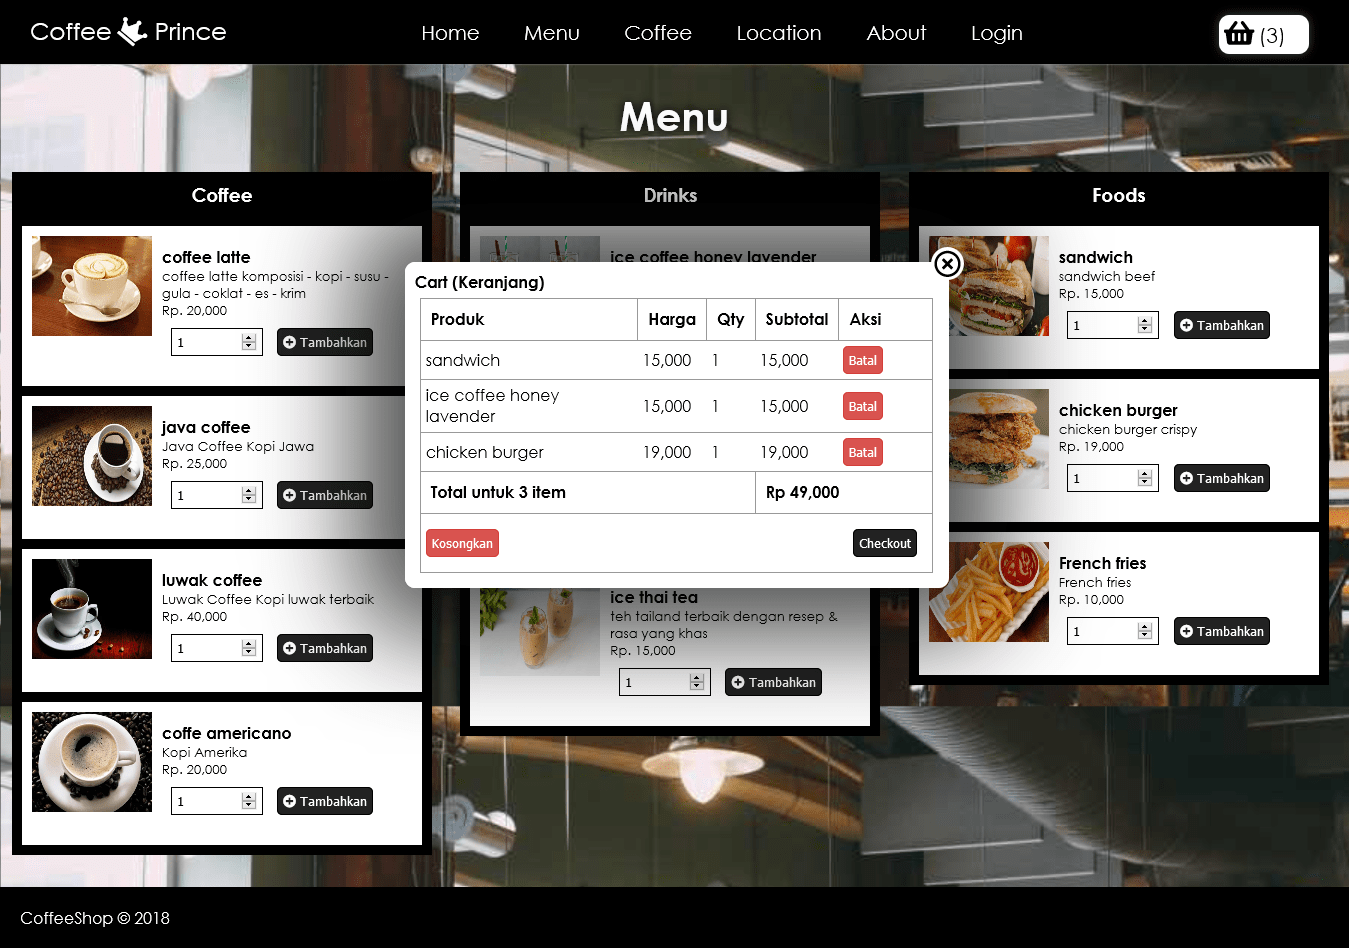 Coffee Prince
Home Menu Coffee Location About Login
(3)
Menu
Coffee
coffee latte
coffee latte komposisi - kopi - susu -
gula - coklat - es - krim
Rp. 20,000
1 Tambahkan
java coffee
Java Coffee Kopi Jawa
Rp. 25,000
1 Tambahkan
luwak coffee
Luwak Coffee Kopi luwak terbaik
Rp. 40,000
1 Tambahkan
coffe americano
Kopi Amerika
Rp. 20,000
1 Tambahkan
Drinks
ice coffee honey lavender
Cart (Keranjang)
Produk Harga Qty Subtotal Aksi
sandwich 15,000 1 15,000 Batal
ice coffee honey
lavender 15,000 1 15,000 Batal
chicken burger 19,000 1 19,000 Batal
Total untuk 3 item Rp 49,000
Kosongkan Checkout
ice thai tea
teh tailand terbaik dengan resep &
rasa yang khas
Rp. 15,000
1 Tambahkan
Foods
sandwich
sandwich beef
Rp. 15,000
1 Tambahkan
chicken burger
chicken burger crispy
Rp. 19,000
1 Tambahkan
French fries
French fries
Rp. 10,000
1 Tambahkan
CoffeeShop © 2018